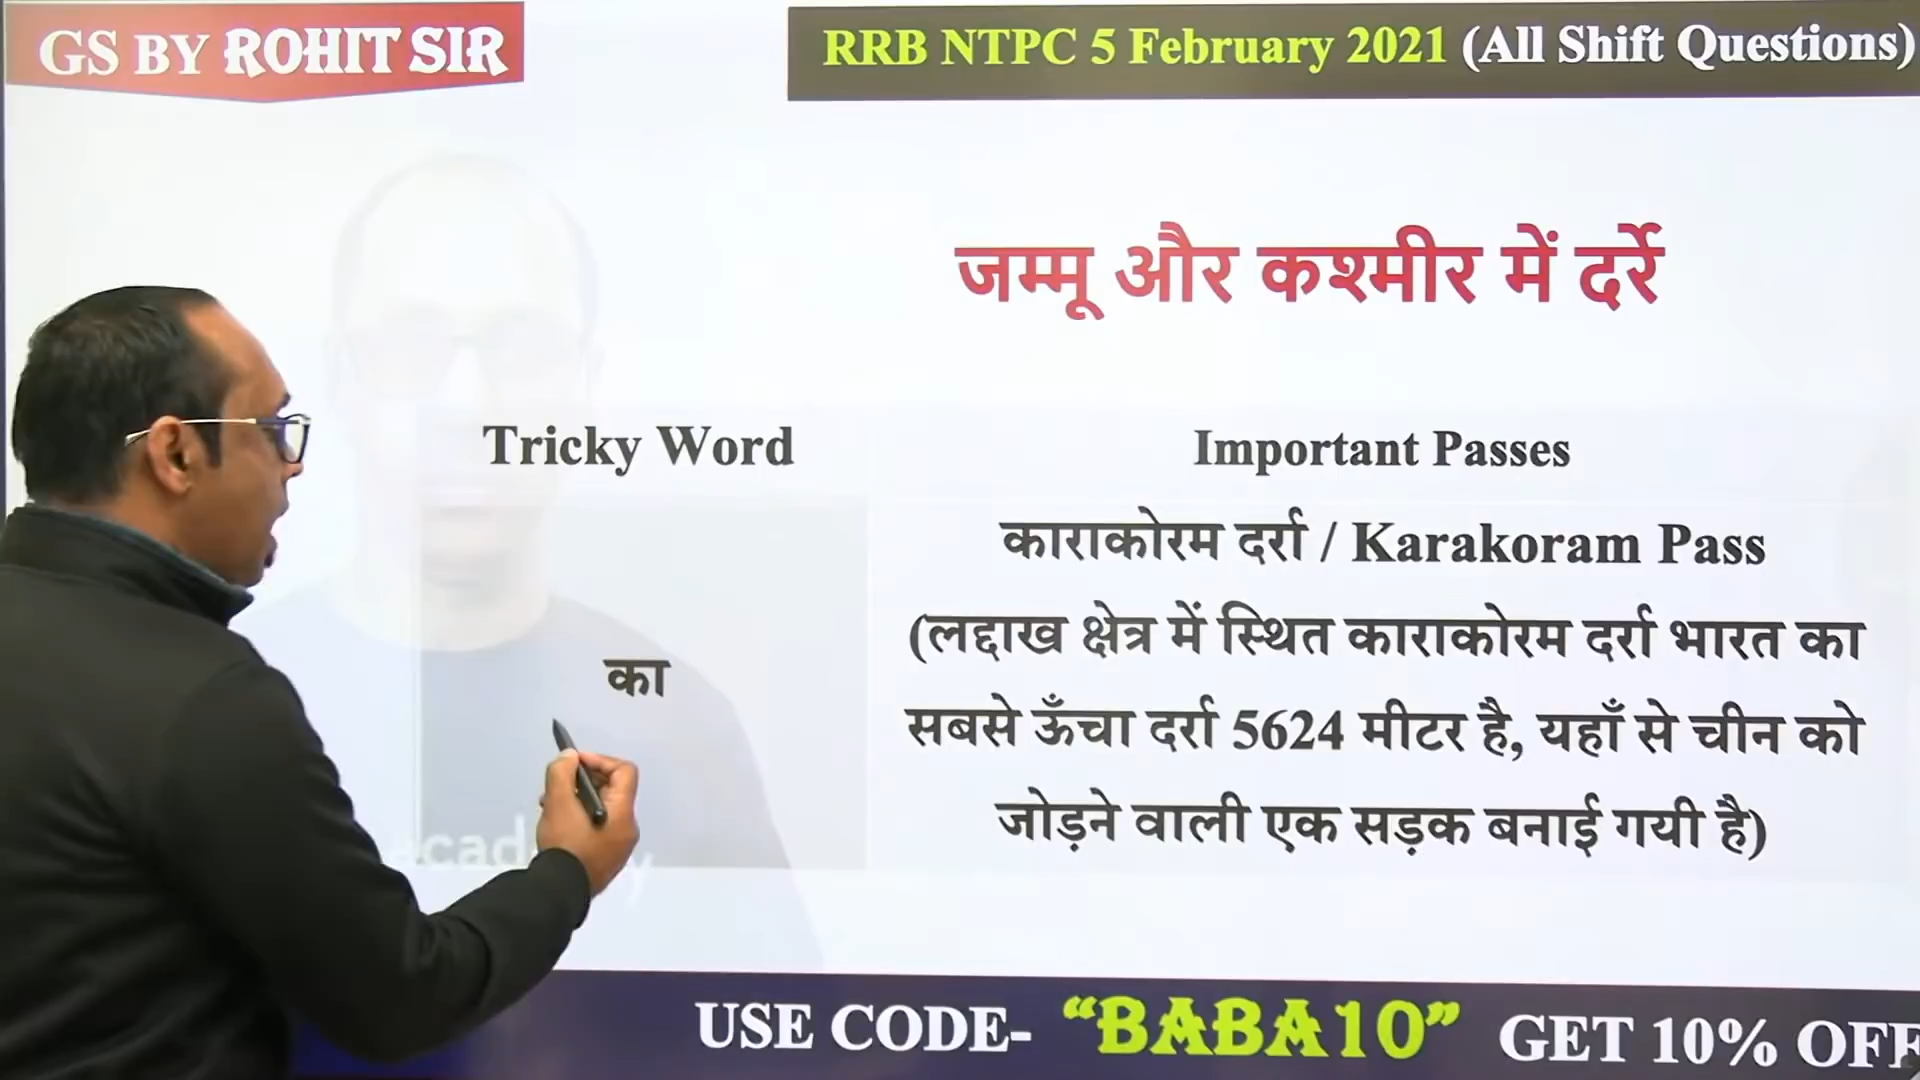 GS BY ROHIT SIR
RRB NTPC 5 February 2021 (All Shift Questions)
जम्मू और कश्मीर में दर्रे
Tricky Word
Important Passes
का
काराकोरम दर्रा / Karakoram Pass
(लद्दाख क्षेत्र में स्थित काराकोरम दर्रा भारत का
सबसे ऊँचा दर्रा 5624 मीटर है, यहाँ से चीन को
जोड़ने वाली एक सड़क बनाई गयी है)
USE CODE- “BABA10” GET 10% OFF